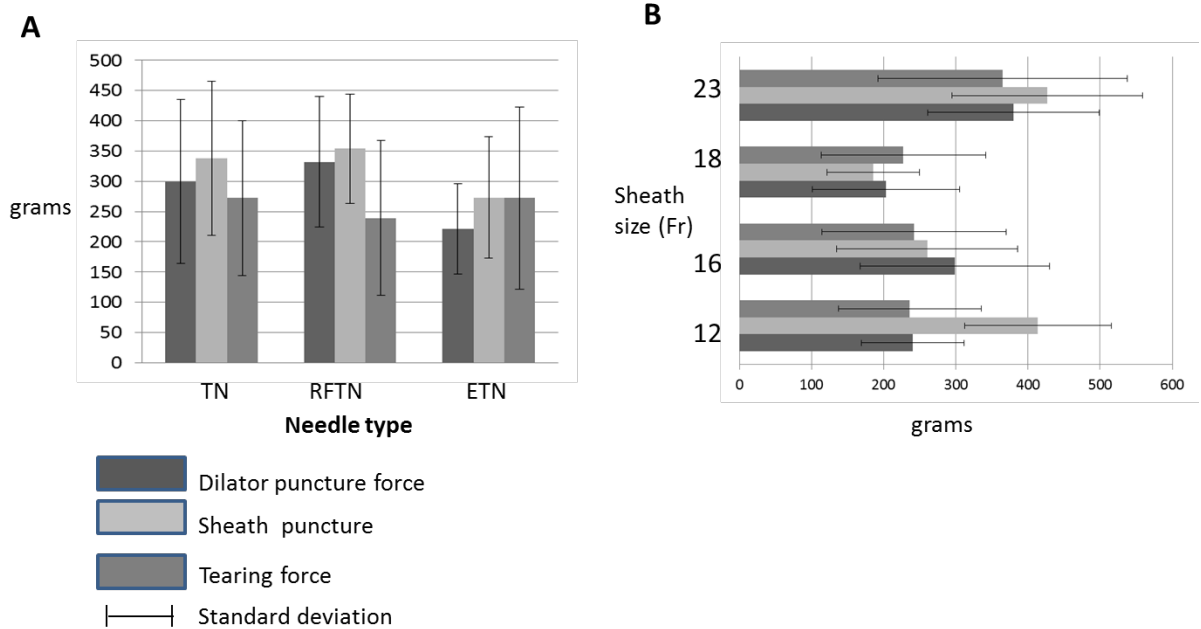 A
500
450
400
350
300
250
200
150
100
50
0
grams
TN RFTN ETN
Needle type
Dilator puncture force
Sheath puncture
Tearing force
Standard deviation
B
23
18
Sheath
size (Fr)
16
12
0 100 200 300 400 500 600
grams